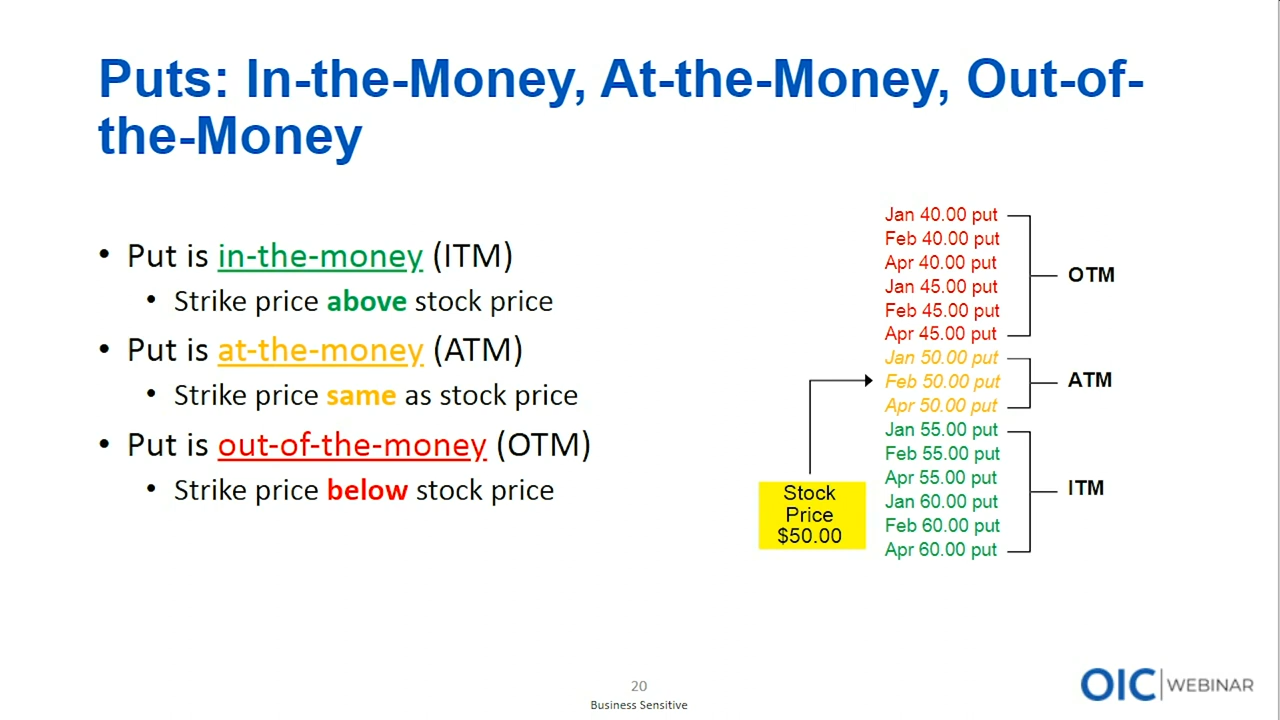 Puts: In-the-Money, At-the-Money, Out-of-
the-Money
• Put is in-the-money (ITM)
• Strike price above stock price
• Put is at-the-money (ATM)
• Strike price same as stock price
• Put is out-of-the-money (OTM)
• Strike price below stock price
Jan 40.00 put
Feb 40.00 put
Apr 40.00 put
Jan 45.00 put
Feb 45.00 put
Apr 45.00 put
OTM
Jan 50.00 put
Feb 50.00 put
Apr 50.00 put
ATM
Jan 55.00 put
Feb 55.00 put
Apr 55.00 put
Jan 60.00 put
Feb 60.00 put
Apr 60.00 put
ITM
Stock
Price
$50.00
20
Business Sensitive
OIC WEBINAR